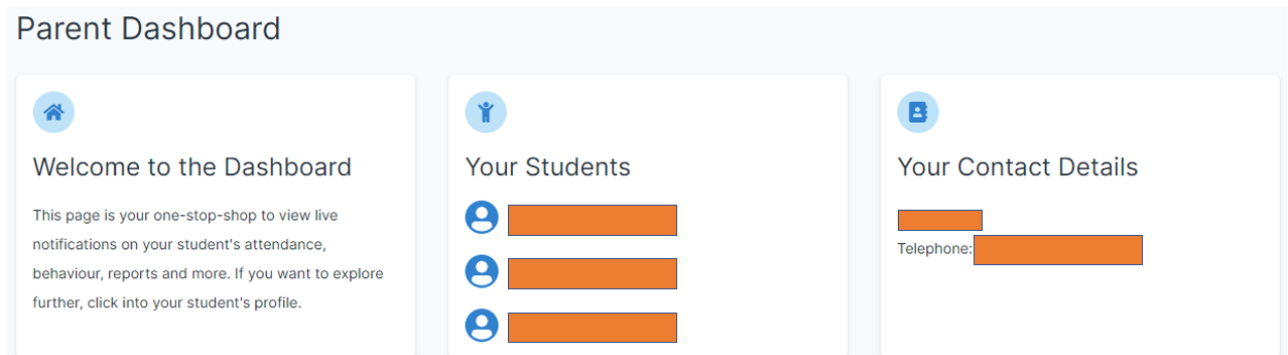 Parent Dashboard
Welcome to the Dashboard
This page is your one-stop-shop to view live
notifications on your student's attendance,
behaviour, reports and more. If you want to explore
further, click into your student's profile.
Your Students
Your Contact Details
Telephone: